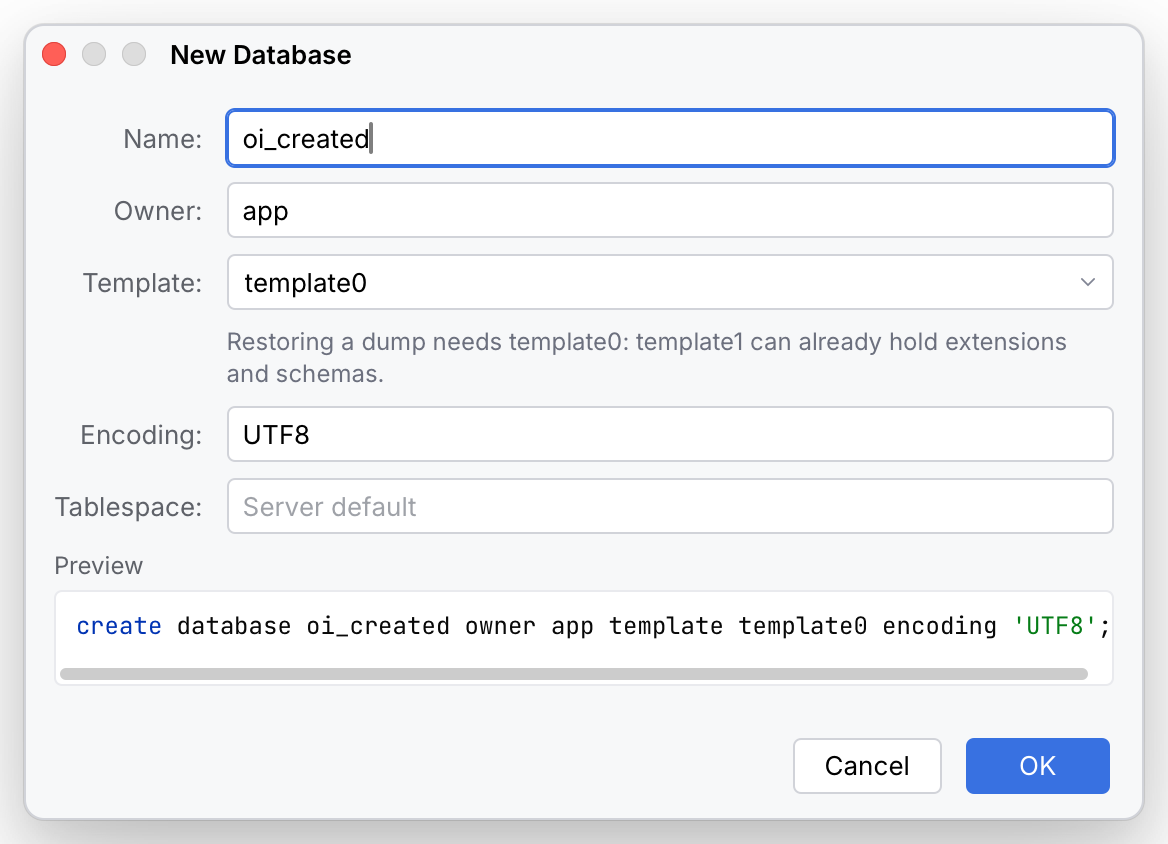 New Database
Name: oi_created
Owner: app
Template: template0
Restoring a dump needs template0: template1 can already hold extensions
and schemas.
Encoding: UTF8
Tablespace: Server default
Preview
create database oi_created owner app template template0 encoding 'UTF8';
Cancel OK